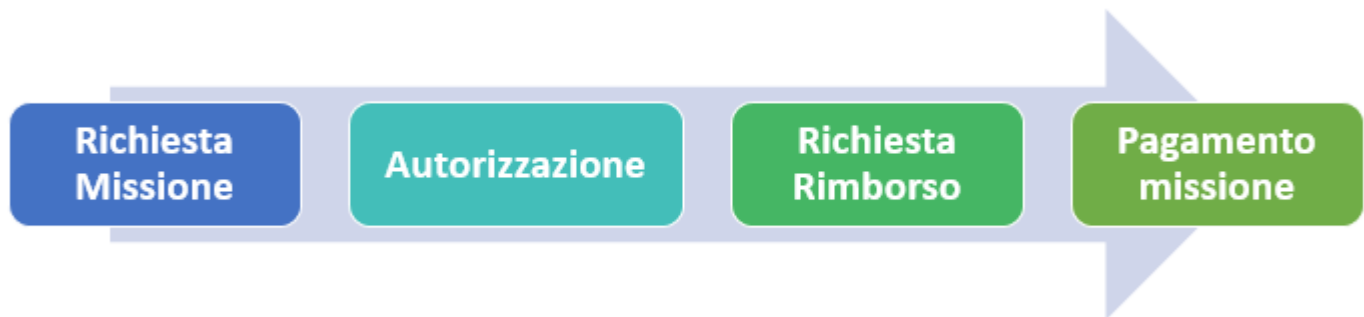 Richiesta
Missione
Autorizzazione
Richiesta
Rimborso
Pagamento
missione